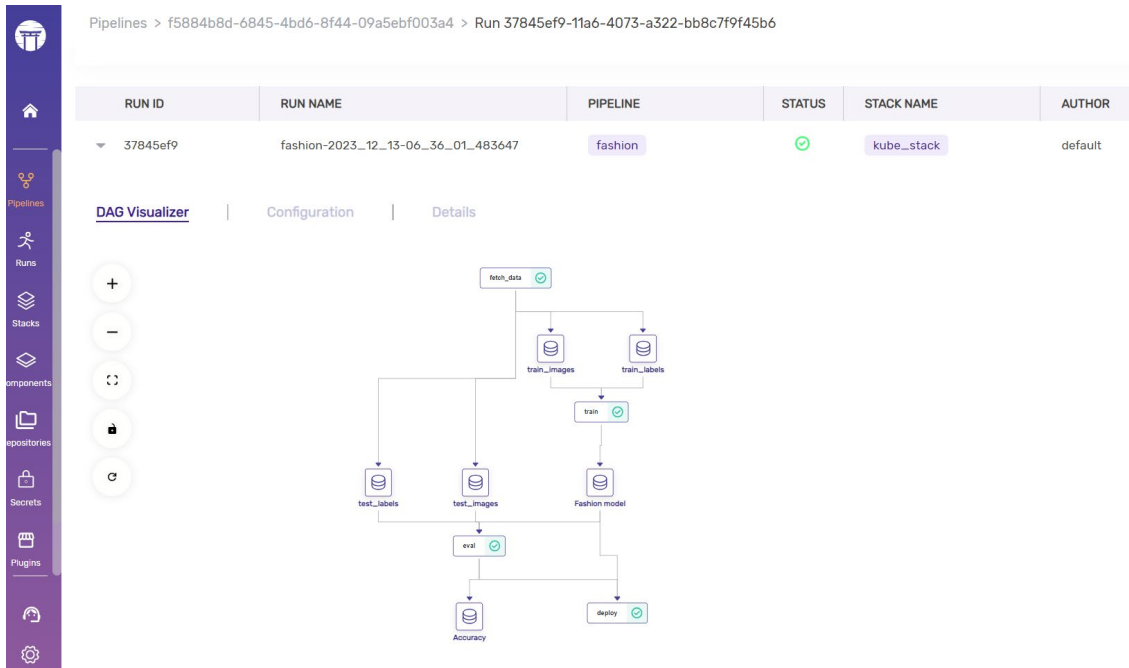 Pipelines > f5884b8d-6845-4bd6-8f44-09a5ebf003a4 > Run 37845ef9-11a6-4073-a322-bb8c7f9f45b6
RUN ID RUN NAME PIPELINE STATUS STACK NAME AUTHOR
37845ef9 fashion-2023_12_13-06_36_01_483647 fashion kube_stack default
Pipelines
Runs
Stacks
omponents
epositories
Secrets
Plugins
DAG Visualizer | Configuration | Details
fetch_data
train_images train_labels
train
test_labels test_images Fashion model
eval
Accuracy deploy